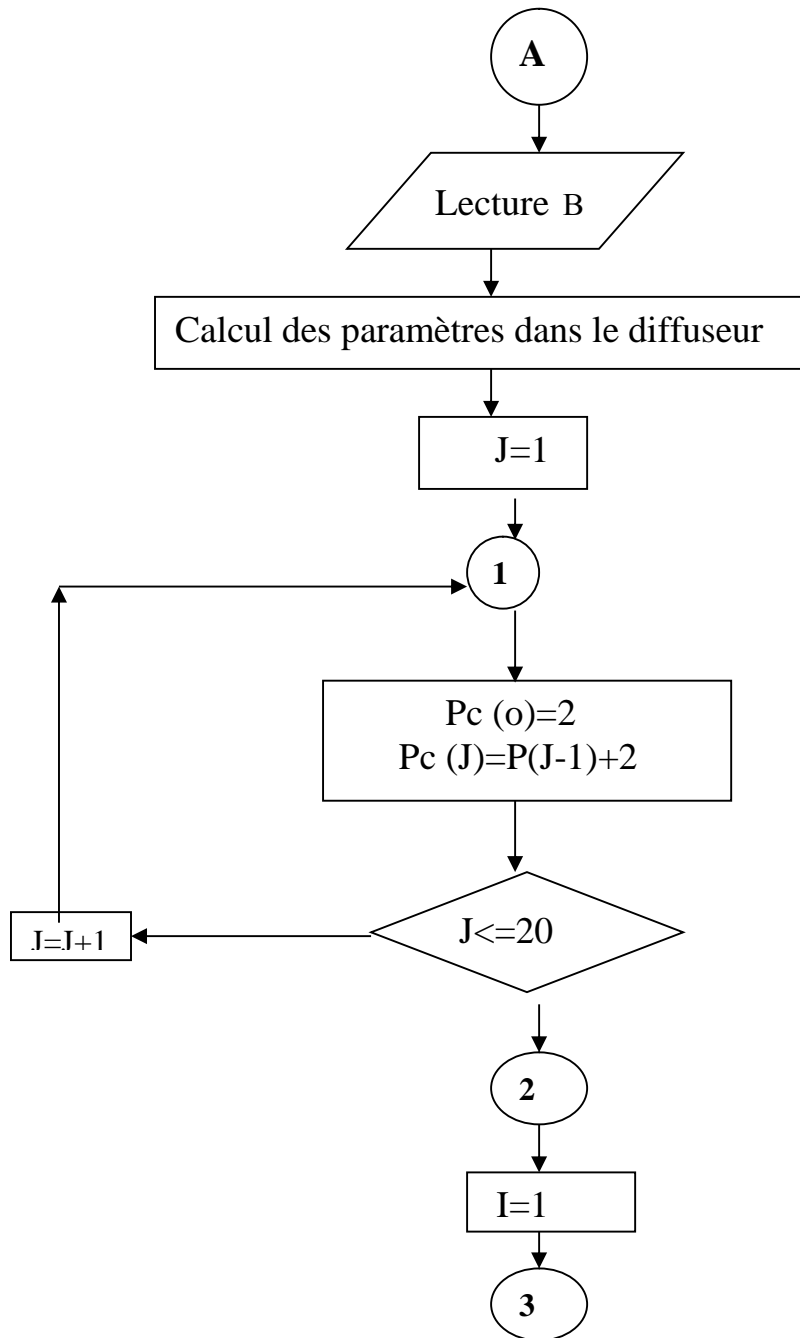 A
Lecture B
Calcul des paramètres dans le diffuseur
J=1
1
Pc (o)=2
Pc (J)=P(J-1)+2
J<=20
J=J+1
2
I=1
3